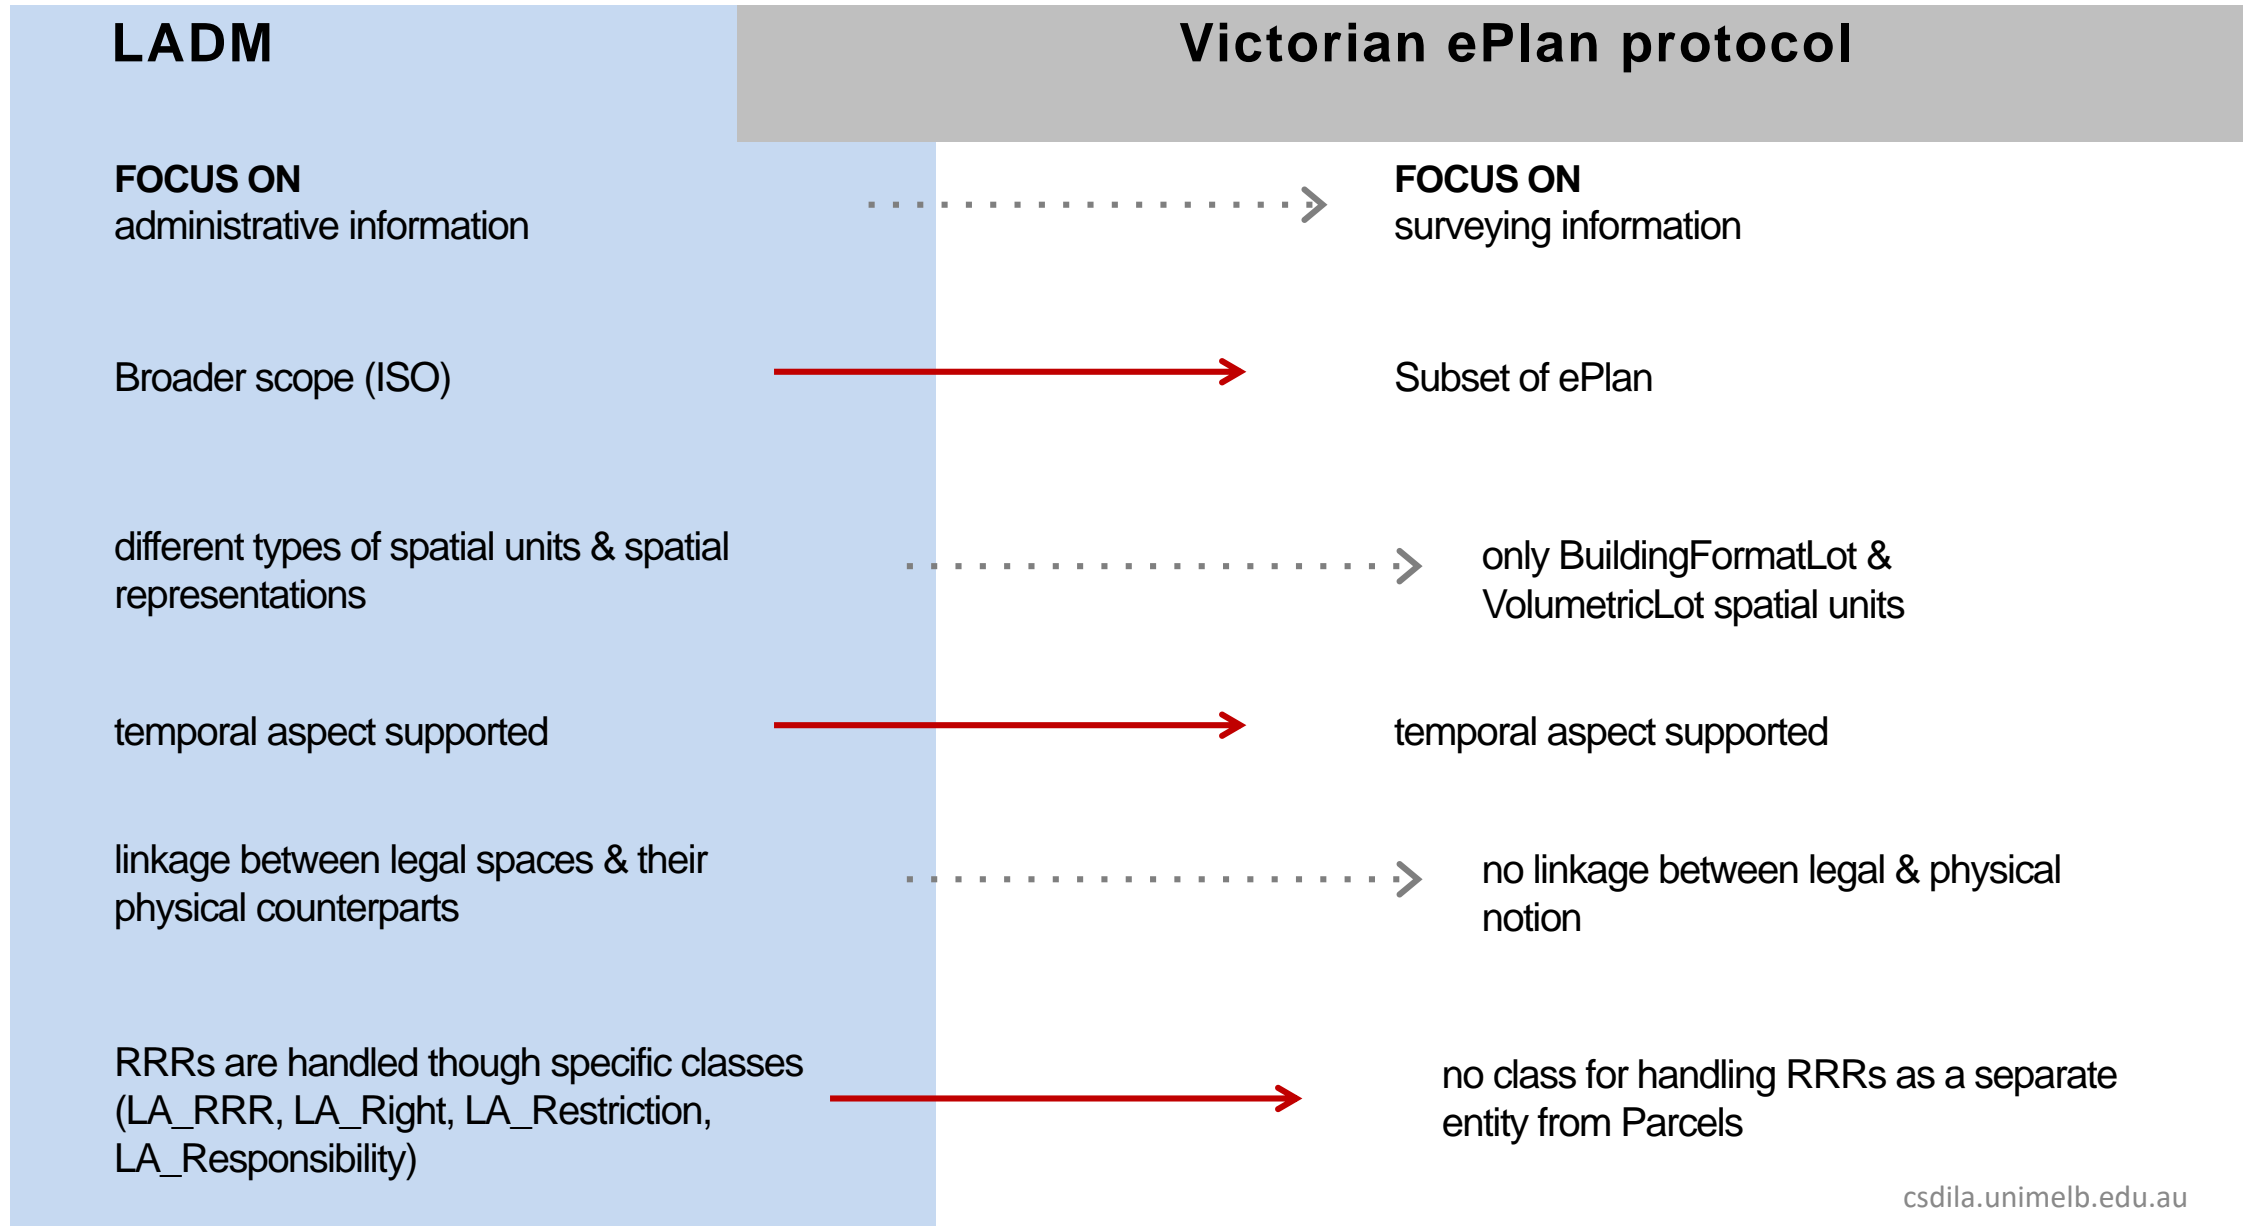 LADM
Victorian ePlan protocol
FOCUS ON
administrative information
FOCUS ON
surveying information
Broader scope (ISO)
Subset of ePlan
different types of spatial units & spatial
representations
only BuildingFormatLot &
VolumetricLot spatial units
temporal aspect supported
temporal aspect supported
linkage between legal spaces & their
physical counterparts
no linkage between legal & physical
notion
RRRs are handled though specific classes
(LA_RRR, LA_Right, LA_Restriction,
LA_Responsibility)
no class for handling RRRs as a separate
entity from Parcels
csdila.unimelb.edu.au